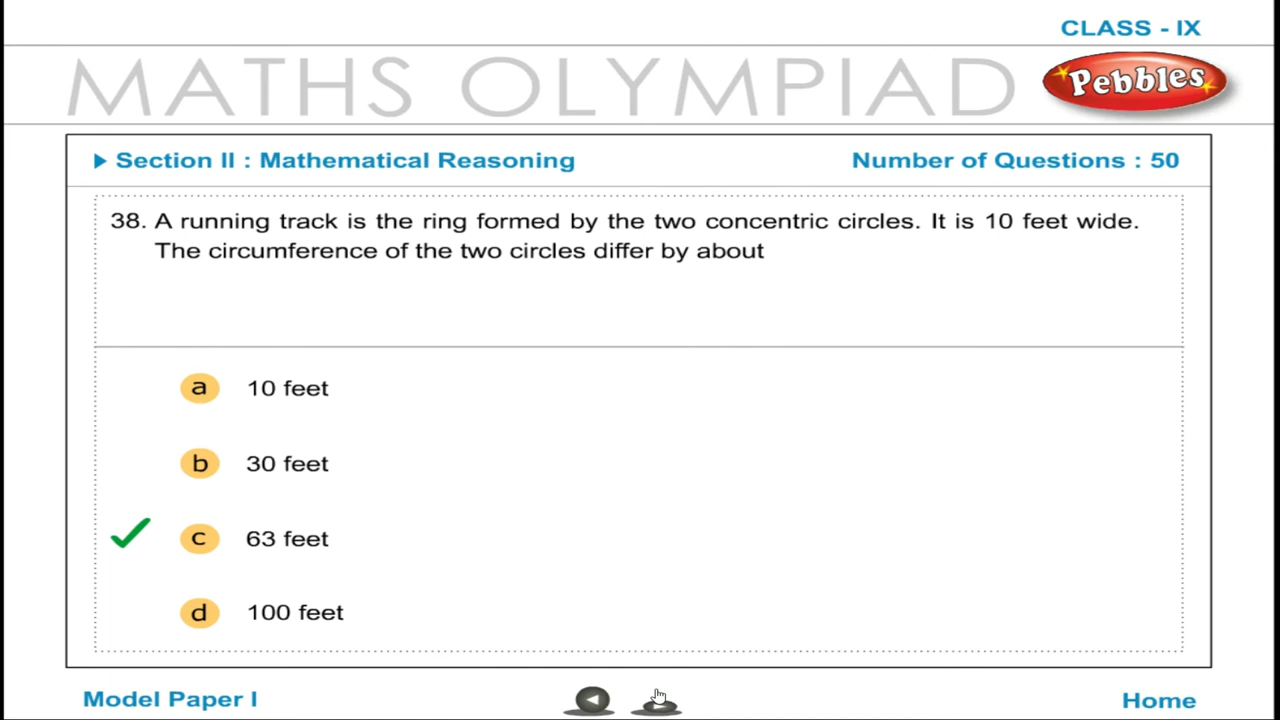 CLASS - IX
MATHS OLYMPIAD
Pebbles
Section II : Mathematical Reasoning
Number of Questions : 50
38. A running track is the ring formed by the two concentric circles. It is 10 feet wide.
The circumference of the two circles differ by about
a 10 feet
b 30 feet
c 63 feet
d 100 feet
Model Paper I
Home